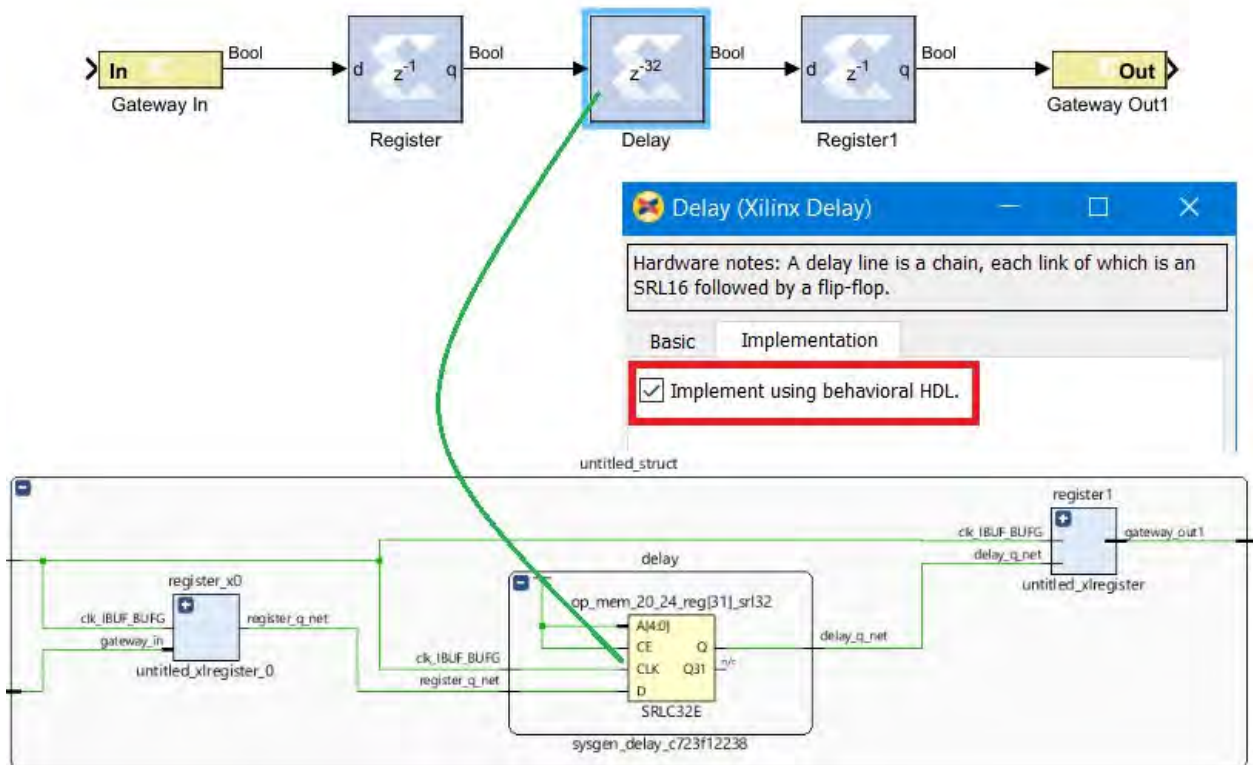 In
Gateway In
Bool
d z-1 q
Register
Bool
z-32
Delay
Bool
d z-1 q
Register1
Bool
Out
Gateway Out1
Delay (Xilinx Delay)
Hardware notes: A delay line is a chain, each link of which is an
SRL16 followed by a flip-flop.
Basic Implementation
Implement using behavioral HDL.
untitled_struct
register1
clk_IBUF_BUFG
gateway_out1
delay_q_net
untitled_xlregister
register_x0
clk_IBUF_BUFG
register_q_net
gateway_in
untitled_xlregister_0
delay
op_mem_20_24_reg[31]_srl32
A[4:0]
CE Q
clk_IBUF_BUFG
CLK Q31 n/c
register_q_net
D
SRLC32E
delay_q_net
sysgen_delay_c723f12238